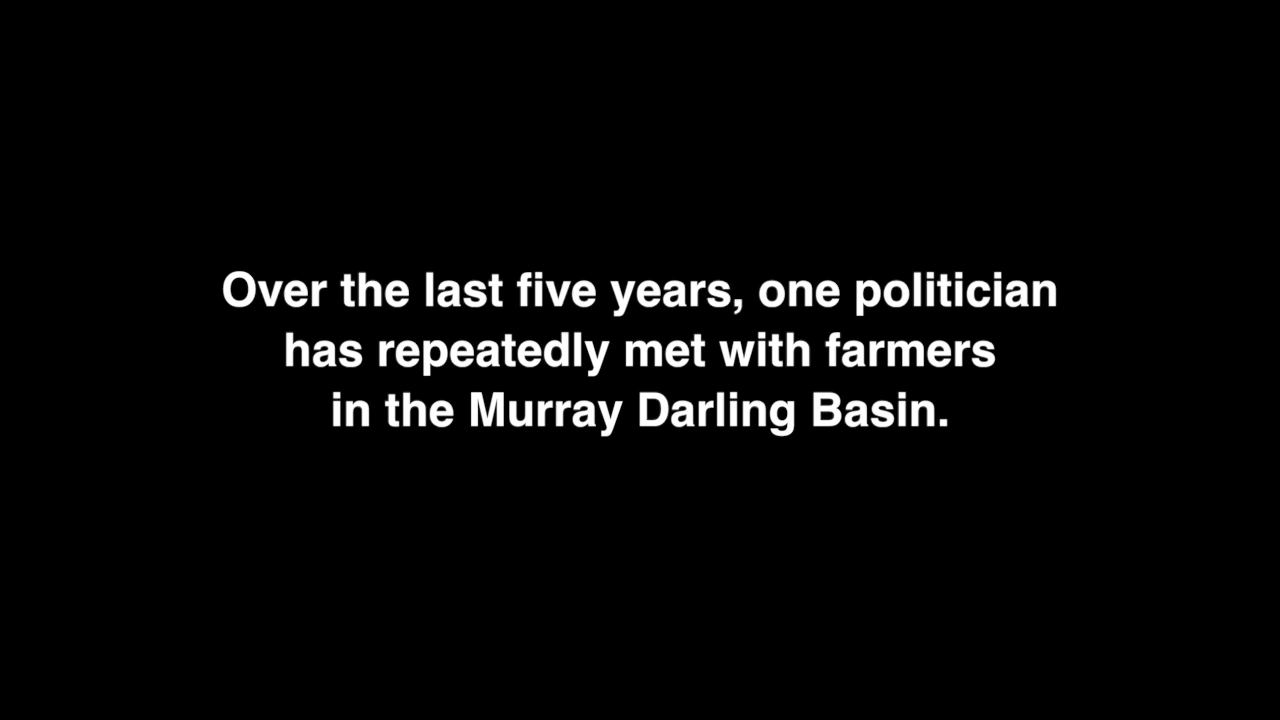 Over the last five years, one politician
has repeatedly met with farmers
in the Murray Darling Basin.